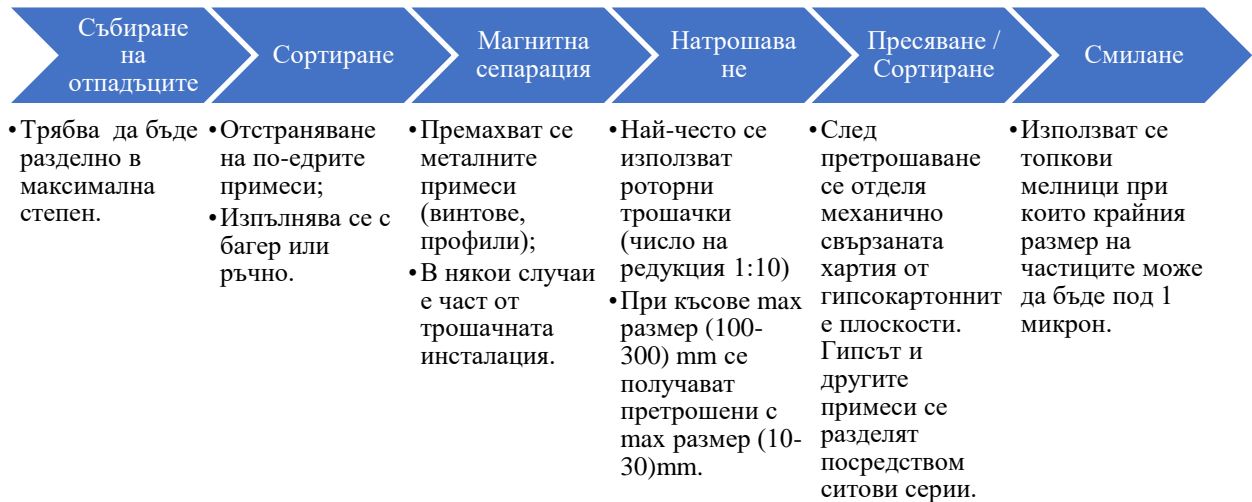 Събиране
на
отпадъците
Сортиране
Магнитна
сепарация
Натрошава
не
Пресяване /
Сортиране
Смилане
•Трябва да бъде
разделно в
максимална
степен.
•Отстраняване
на по-едрите
примеси;
•Изпълнява се с
багер или
ръчно.
•Премахват се
металните
примеси
(винтове,
профили);
•В някои случаи
е част от
трошачната
инсталация.
•Най-често се
използват
роторни
трошачки
(число на
редукция 1:10)
•При късове max
размер (100-
300) mm се
получават
претрошени с
max размер (10-
30)mm.
•След
претрошаване
се отделя
механично
свързаната
хартия от
гипсокартоннит
е плоскости.
Гипсът и
другите
примеси се
разделят
посредством
ситови серии.
•Използват се
топкови
мелници при
които крайния
размер на
частиците може
да бъде под 1
микрон.